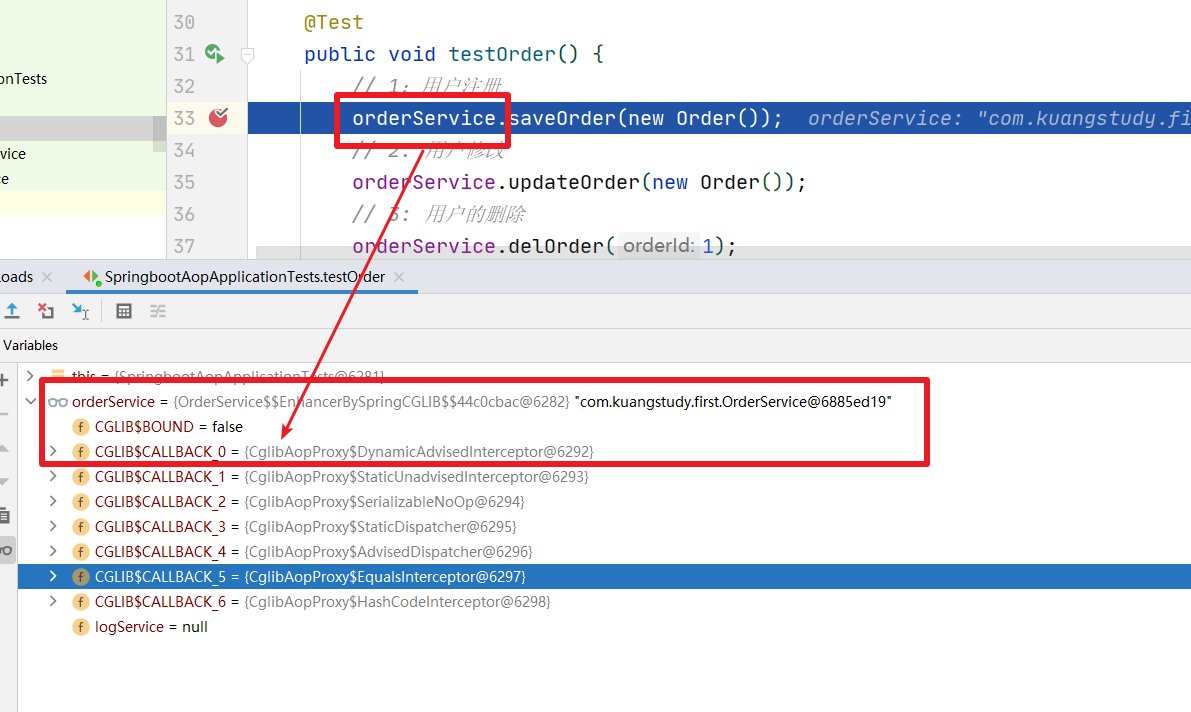 30 @Test
31 public void testOrder() {
32 // 1: 用户注册
33 orderService.saveOrder(new Order()); orderService: "com.kuangstudy.fi
34 // 2: 用户修改
35 orderService.updateOrder(new Order());
36 // 3: 用户的删除
37 orderService.delOrder( orderId: 1);
onTests
vice
ce
Loads SpringbootAopApplicationTests.testOrder
Variables
this = {SpringbootAopApplicationTests@6281}
orderService = {OrderService$$EnhancerBySpringCGLIB$$44c0cbac@6282} "com.kuangstudy.first.OrderService@6885ed19"
f CGLIB$BOUND = false
f CGLIB$CALLBACK_0 = {CglibAopProxy$DynamicAdvisedInterceptor@6292}
f CGLIB$CALLBACK_1 = {CglibAopProxy$StaticUnadvisedInterceptor@6293}
f CGLIB$CALLBACK_2 = {CglibAopProxy$SerializableNoOp@6294}
f CGLIB$CALLBACK_3 = {CglibAopProxy$StaticDispatcher@6295}
f CGLIB$CALLBACK_4 = {CglibAopProxy$AdvisedDispatcher@6296}
f CGLIB$CALLBACK_5 = {CglibAopProxy$EqualsInterceptor@6297}
f CGLIB$CALLBACK_6 = {CglibAopProxy$HashCodeInterceptor@6298}
f logService = null